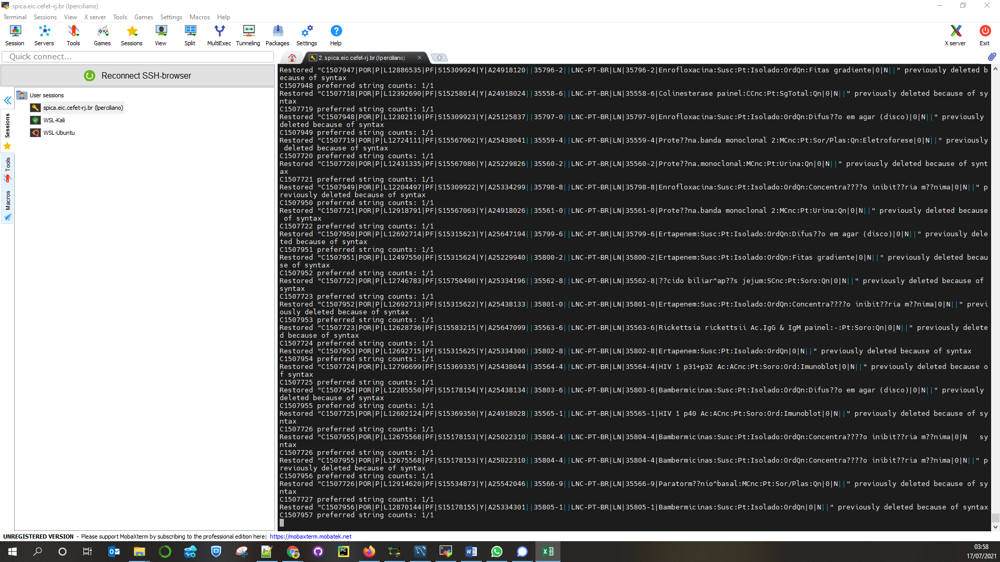 spica.eic.cefet-rj.br (lperciliano)
Terminal Sessions View X server Tools Games Settings Macros Help
Session Servers Tools Games Sessions View Split MultiExec Tunneling Packages Settings Help X server Exit
Quick connect...
2. spica.eic.cefet-rj.br (lperciliano)
Reconnect SSH-browser
User sessions
spica.eic.cefet-rj.br (lperciliano)
WSL-Kali
WSL-Ubuntu
Sessions
Tools
Macros
Restored "C1507947|POR|P|L12886535|PF|S15309924|Y|A24918120||35796-2||LNC-PT-BR|LN|35796-2|Enrofloxacina:Susc:Pt:Isolado:OrdQn:Fitas gradiente|0|N||" previously deleted b
ecause of syntax
C1507948 preferred string counts: 1/1
Restored "C1507718|POR|P|L12392690|PF|S15258014|Y|A24918024||35558-6||LNC-PT-BR|LN|35558-6|Colinesterase painel:CCnc:Pt:SgTotal:Qn|0|N||" previously deleted because of sy
ntax
C1507719 preferred string counts: 1/1
Restored "C1507948|POR|P|L12302119|PF|S15309923|Y|A25125837||35797-0||LNC-PT-BR|LN|35797-0|Enrofloxacina:Susc:Pt:Isolado:OrdQn:Difus??o em agar (disco)|0|N||" previously
deleted because of syntax
C1507949 preferred string counts: 1/1
Restored "C1507719|POR|P|L12724111|PF|S15567062|Y|A25438041||35559-4||LNC-PT-BR|LN|35559-4|Prote??na.banda monoclonal 2:MCnc:Pt:Sor/Plas:Qn:Eletroforese|0|N||" previously
deleted because of syntax
C1507720 preferred string counts: 1/1
Restored "C1507720|POR|P|L12431335|PF|S15567086|Y|A25229826||35560-2||LNC-PT-BR|LN|35560-2|Prote??na.monoclonal:MCnc:Pt:Urina:Qn|0|N||" previously deleted because of synt
ax
C1507721 preferred string counts: 1/1
Restored "C1507949|POR|P|L12204497|PF|S15309922|Y|A25334299||35798-8||LNC-PT-BR|LN|35798-8|Enrofloxacina:Susc:Pt:Isolado:OrdQn:Concentra????o inibit??ria m??nima|0|N||" p
reviously deleted because of syntax
C1507950 preferred string counts: 1/1
Restored "C1507721|POR|P|L12918791|PF|S15567063|Y|A24918026||35561-0||LNC-PT-BR|LN|35561-0|Prote??na.banda monoclonal 2:MCnc:Pt:Urina:Qn|0|N||" previously deleted because
of syntax
C1507722 preferred string counts: 1/1
Restored "C1507950|POR|P|L12692714|PF|S15315623|Y|A25647194||35799-6||LNC-PT-BR|LN|35799-6|Ertapenem:Susc:Pt:Isolado:OrdQn:Difus??o em agar (disco)|0|N||" previously dele
ted because of syntax
C1507951 preferred string counts: 1/1
Restored "C1507951|POR|P|L12497550|PF|S15315624|Y|A25229940||35800-2||LNC-PT-BR|LN|35800-2|Ertapenem:Susc:Pt:Isolado:OrdQn:Fitas gradiente|0|N||" previously deleted becau
se of syntax
C1507952 preferred string counts: 1/1
Restored "C1507722|POR|P|L12746783|PF|S15750490|Y|A25334196||35562-8||LNC-PT-BR|LN|35562-8|??cido biliar^ap??s jejum:SCnc:Pt:Soro:Qn|0|N||" previously deleted because of
syntax
C1507723 preferred string counts: 1/1
Restored "C1507952|POR|P|L12692713|PF|S15315622|Y|A25438133||35801-0||LNC-PT-BR|LN|35801-0|Ertapenem:Susc:Pt:Isolado:OrdQn:Concentra????o inibit??ria m??nima|0|N||" previ
ously deleted because of syntax
C1507953 preferred string counts: 1/1
Restored "C1507723|POR|P|L12628736|PF|S15583215|Y|A25647099||35563-6||LNC-PT-BR|LN|35563-6|Rickettsia rickettsii Ac.IgG & IgM painel:-:Pt:Soro:Qn|0|N||" previously delete
d because of syntax
C1507724 preferred string counts: 1/1
Restored "C1507953|POR|P|L12692715|PF|S15315625|Y|A25334300||35802-8||LNC-PT-BR|LN|35802-8|Ertapenem:Susc:Pt:Isolado:OrdQn|0|N||" previously deleted because of syntax
C1507954 preferred string counts: 1/1
Restored "C1507724|POR|P|L12796699|PF|S15369335|Y|A25438044||35564-4||LNC-PT-BR|LN|35564-4|HIV 1 p31+p32 Ac:ACnc:Pt:Soro:Ord:Imunoblot|0|N||" previously deleted because o
f syntax
C1507725 preferred string counts: 1/1
Restored "C1507954|POR|P|L12285550|PF|S15178154|Y|A25438134||35803-6||LNC-PT-BR|LN|35803-6|Bambermicinas:Susc:Pt:Isolado:OrdQn:Difus??o em agar (disco)|0|N||" previously
deleted because of syntax
C1507955 preferred string counts: 1/1
Restored "C1507725|POR|P|L12602124|PF|S15369350|Y|A24918028||35565-1||LNC-PT-BR|LN|35565-1|HIV 1 p40 Ac:ACnc:Pt:Soro:Ord:Imunoblot|0|N||" previously deleted because of sy
ntax
C1507726 preferred string counts: 1/1
Restored "C1507955|POR|P|L12675568|PF|S15178153|Y|A25022310||35804-4||LNC-PT-BR|LN|35804-4|Bambermicinas:Susc:Pt:Isolado:OrdQn:Concentra????o inibit??ria m??nima|0|N sy
ntax
C1507726 preferred string counts: 1/1
Restored "C1507955|POR|P|L12675568|PF|S15178153|Y|A25022310||35804-4||LNC-PT-BR|LN|35804-4|Bambermicinas:Susc:Pt:Isolado:OrdQn:Concentra????o inibit??ria m??nima|0|N||" p
reviously deleted because of syntax
C1507956 preferred string counts: 1/1
Restored "C1507726|POR|P|L12914620|PF|S15534873|Y|A25542046||35566-9||LNC-PT-BR|LN|35566-9|Paratorm??nio^basal:MCnc:Pt:Sor/Plas:Qn|0|N||" previously deleted because of sy
ntax
C1507727 preferred string counts: 1/1
Restored "C1507956|POR|P|L12870144|PF|S15178155|Y|A25334301||35805-1||LNC-PT-BR|LN|35805-1|Bambermicinas:Susc:Pt:Isolado:OrdQn|0|N||" previously deleted because of syntax
C1507957 preferred string counts: 1/1
UNREGISTERED VERSION - Please support MobaXterm by subscribing to the professional edition here: https://mobaxterm.mobatek.net
03:58
17/07/2021